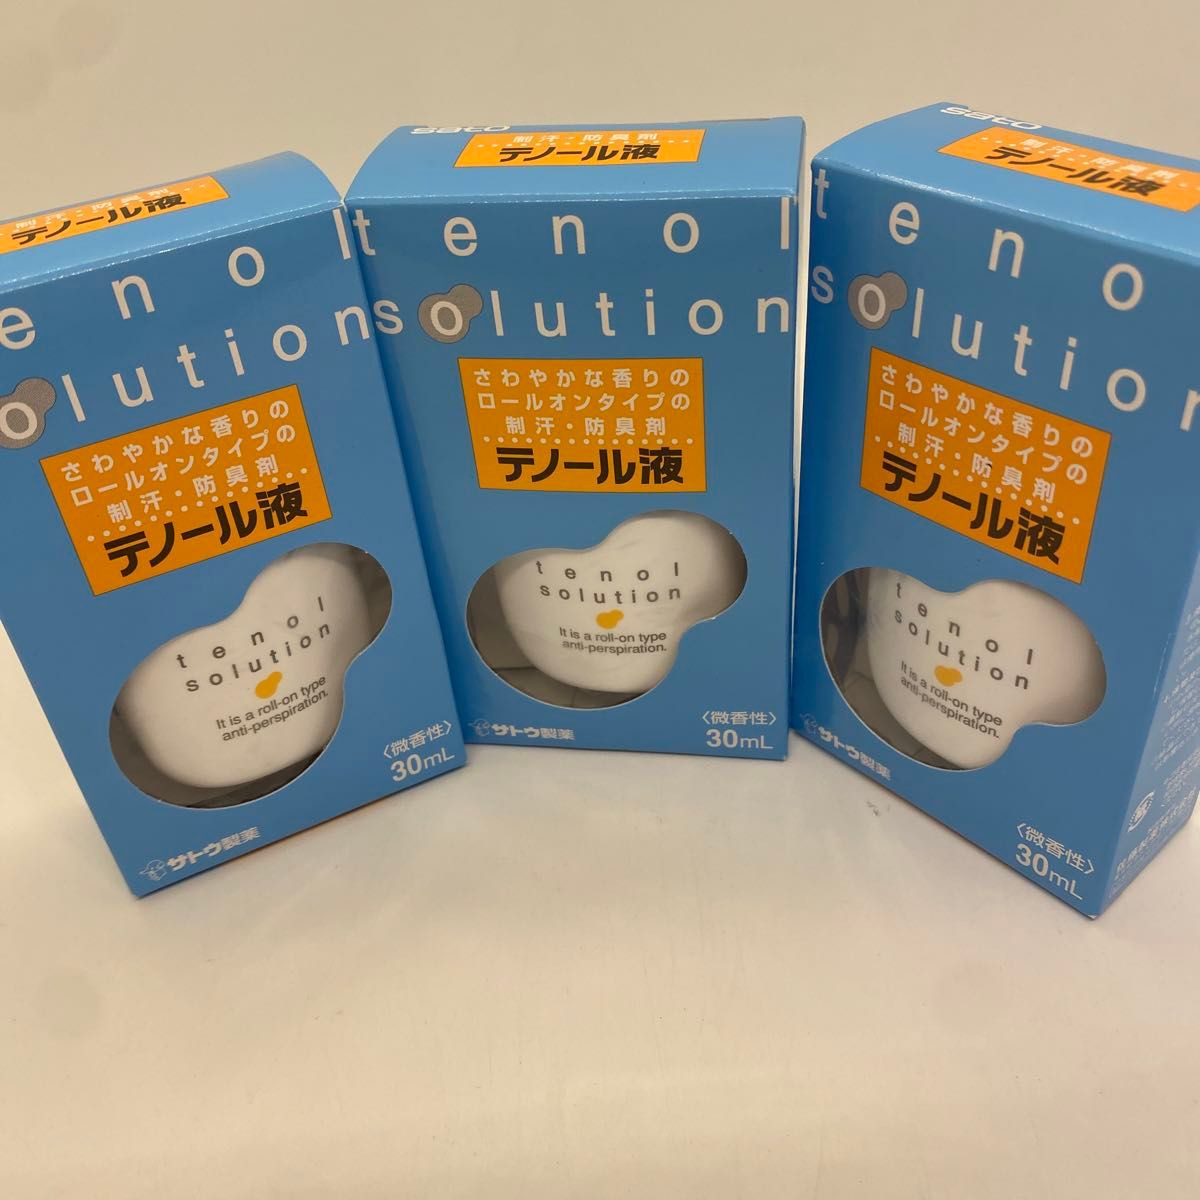 制汗・防臭剤
テノール液
enol
olution
さわやかな香りの
ロールオンタイプの
制汗・防臭剤
テノール液
tenol
solution
It is a roll-on type
anti-perspiration.
〈微香性〉
30mL
サトウ製薬
sato
制汗・防臭剤
テノール液
tenol
solution
さわやかな香りの
ロールオンタイプの
制汗・防臭剤
テノール液
tenol
solution
It is a roll-on type
anti-perspiration.
〈微香性〉
30mL
サトウ製薬
sato
制汗・防臭剤
テノール液
teno
solution
さわやかな香りの
ロールオンタイプの
制汗・防臭剤
テノール液
tenol
solution
It is a roll-on type
anti-perspiration.
サトウ製薬
〈微香性〉
30mL